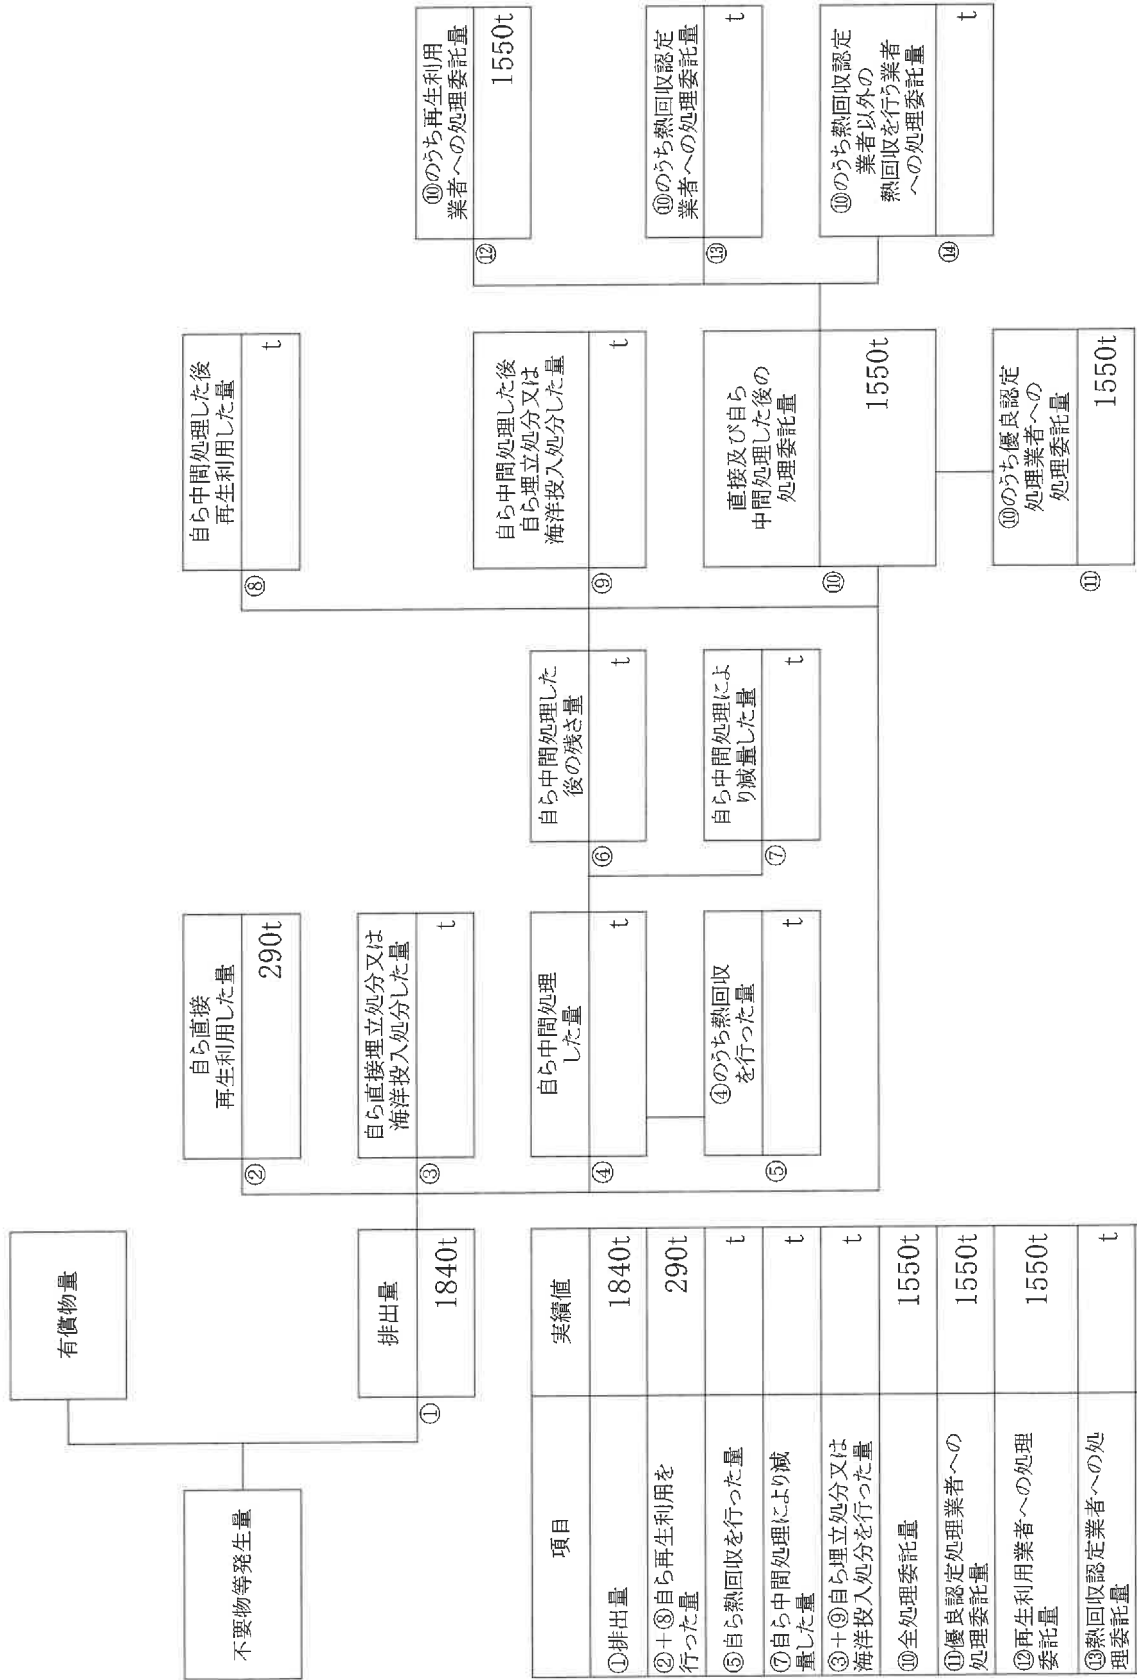 有償物量
不要物等発生量
排出量
①
1840t
自ら直接
再生利用した量
②
290t
自ら直接埋立処分又は
海洋投入処分した量
③
t
自ら中間処理
した量
④
t
④のうち熱回収
を行った量
⑤
t
自ら中間処理した
後の残さ量
⑥
t
自ら中間処理によ
り減量した量
⑦
t
自ら中間処理した後
再生利用した量
⑧
t
自ら中間処理した後
自ら埋立処分又は
海洋投入処分した量
⑨
t
直接及び自ら
中間処理した後の
処理委託量
⑩
1550t
⑩のうち優良認定
処理業者への
処理委託量
⑪
1550t
⑩のうち再生利用
業者への処理委託量
⑫
1550t
⑩のうち熱回収認定
業者への処理委託量
⑬
t
⑩のうち熱回収認定
業者以外の
熱回収を行う業者
への処理委託量
⑭
t
項目 実績値
①排出量 1840t
②+⑧自ら再生利用を
行った量 290t
⑤自ら熱回収を行った量 t
⑦自ら中間処理により減
量した量 t
③+⑨自ら埋立処分又は
海洋投入処分を行った量 t
⑩全処理委託量 1550t
⑪優良認定処理業者への
処理委託量 1550t
⑫再生利用業者への処理
委託量 1550t
⑬熱回収認定業者への処
理委託量 t